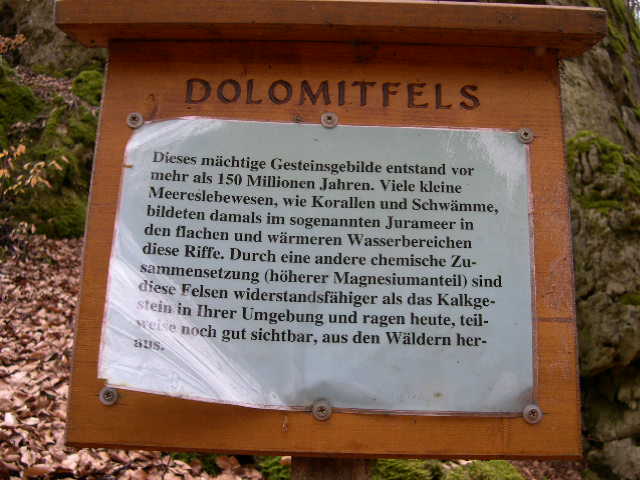 DOLOMITFELS
Dieses mächtige Gesteinsgebilde entstand vor
mehr als 150 Millionen Jahren. Viele kleine
Meereslebewesen, wie Korallen und Schwämme,
bildeten damals im sogenannten Jurameer in
den flachen und wärmeren Wasserbereichen
diese Riffe. Durch eine andere chemische Zu-
sammensetzung (höherer Magnesiumanteil) sind
diese Felsen widerstandsfähiger als das Kalkge-
stein in Ihrer Umgebung und ragen heute, teil-
weise noch gut sichtbar, aus den Wäldern her-
aus.